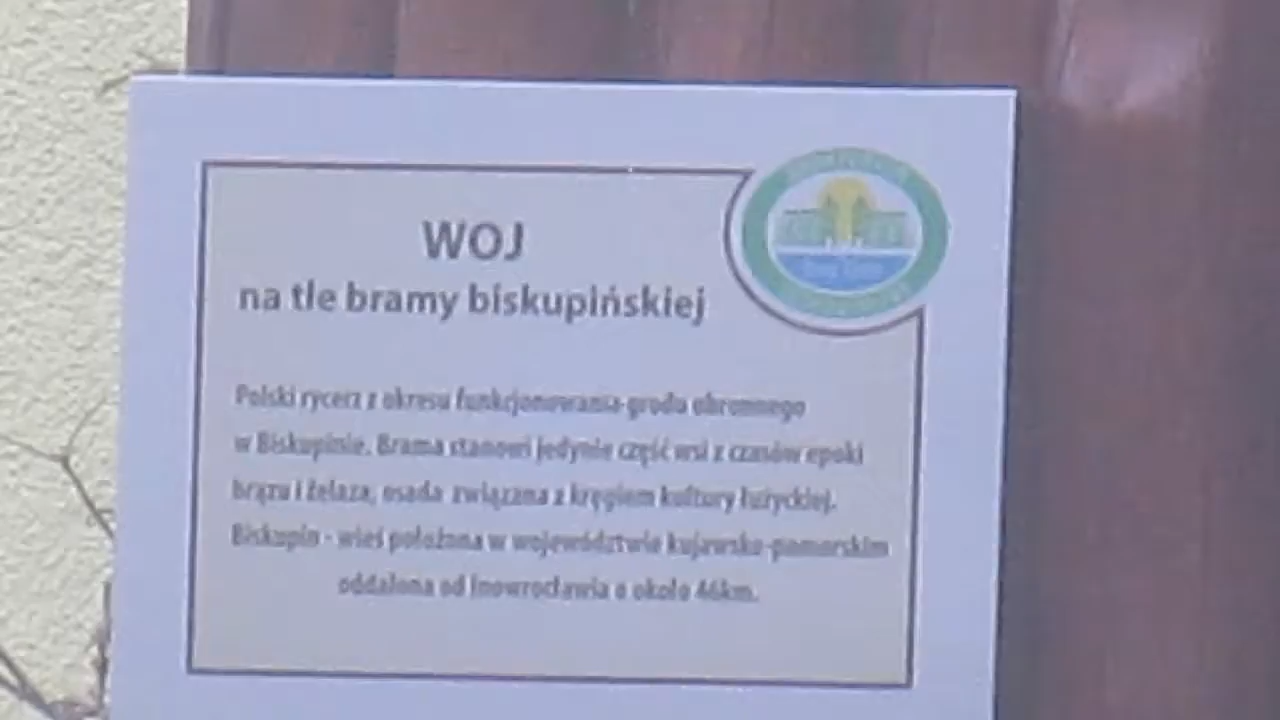 WOJ
na tle bramy biskupińskiej
Polski rycerz z okresu funkcjonowania grodu obronnego
w Biskupinie. Brama stanowi jedynie część wsi z czasów epoki
brązu i żelaza, osada związana z kręgiem kultury łużyckiej.
Biskupin - wieś położona w województwie kujawsko-pomorskim
oddalona od Inowrocławia o około 46km.